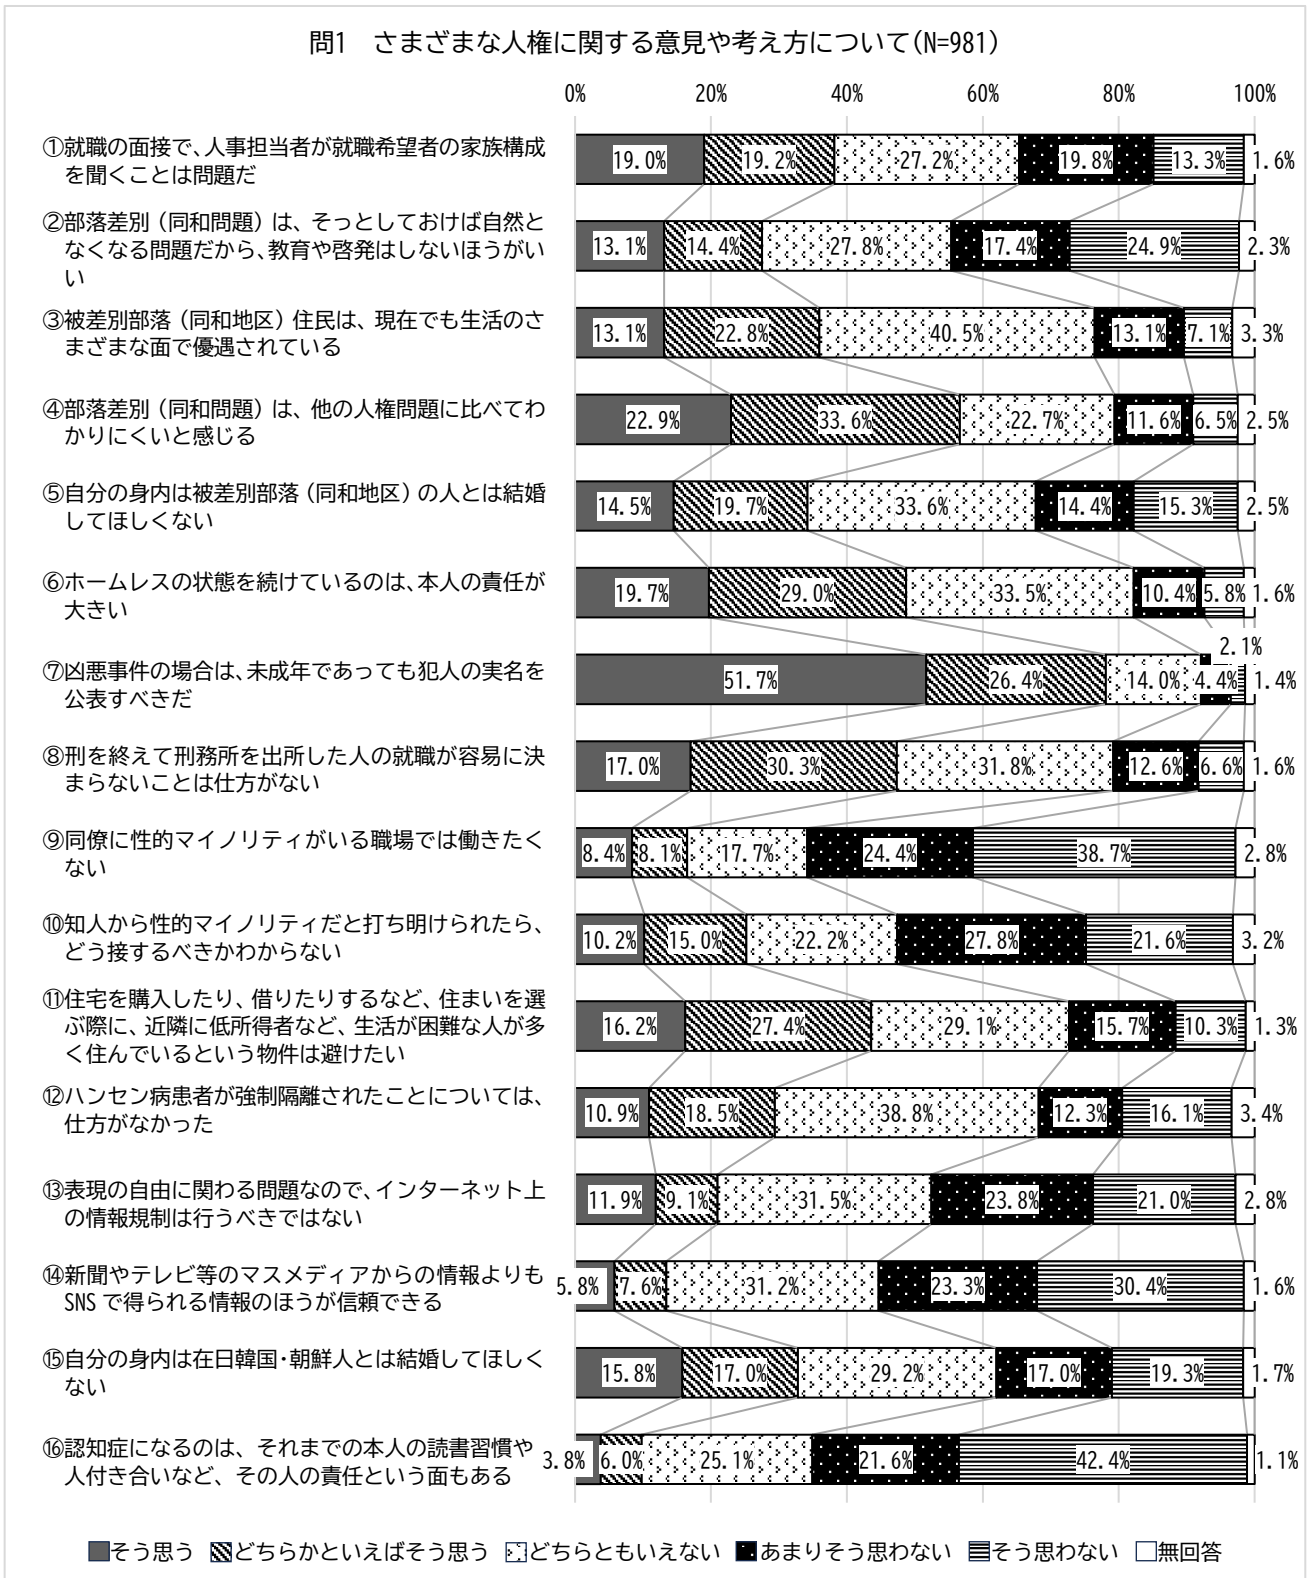 問1　さまざまな人権に関する意見や考え方について(N=981)
0% 20% 40% 60% 80% 100%
①就職の面接で、人事担当者が就職希望者の家族構成
を聞くことは問題だ
19.0% 19.2% 27.2% 19.8% 13.3% 1.6%
②部落差別（同和問題）は、そっとしておけば自然と
なくなる問題だから、教育や啓発はしないほうがい
い
13.1% 14.4% 27.8% 17.4% 24.9% 2.3%
③被差別部落（同和地区）住民は、現在でも生活のさ
まざまな面で優遇されている
13.1% 22.8% 40.5% 13.1% 7.1% 3.3%
④部落差別（同和問題）は、他の人権問題に比べてわ
かりにくいと感じる
22.9% 33.6% 22.7% 11.6% 6.5% 2.5%
⑤自分の身内は被差別部落（同和地区）の人とは結婚
してほしくない
14.5% 19.7% 33.6% 14.4% 15.3% 2.5%
⑥ホームレスの状態を続けているのは、本人の責任が
大きい
19.7% 29.0% 33.5% 10.4% 5.8% 1.6%
⑦凶悪事件の場合は、未成年であっても犯人の実名を
公表すべきだ
51.7% 26.4% 14.0% 4.4% 2.1% 1.4%
⑧刑を終えて刑務所を出所した人の就職が容易に決
まらないことは仕方がない
17.0% 30.3% 31.8% 12.6% 6.6% 1.6%
⑨同僚に性的マイノリティがいる職場では働きたく
ない
8.4% 8.1% 17.7% 24.4% 38.7% 2.8%
⑩知人から性的マイノリティだと打ち明けられたら、
どう接するべきかわからない
10.2% 15.0% 22.2% 27.8% 21.6% 3.2%
⑪住宅を購入したり、借りたりするなど、住まいを選
ぶ際に、近隣に低所得者など、生活が困難な人が多
く住んでいるという物件は避けたい
16.2% 27.4% 29.1% 15.7% 10.3% 1.3%
⑫ハンセン病患者が強制隔離されたことについては、
仕方がなかった
10.9% 18.5% 38.8% 12.3% 16.1% 3.4%
⑬表現の自由に関わる問題なので、インターネット上
の情報規制は行うべきではない
11.9% 9.1% 31.5% 23.8% 21.0% 2.8%
⑭新聞やテレビ等のマスメディアからの情報よりも
SNSで得られる情報のほうが信頼できる
5.8% 7.6% 31.2% 23.3% 30.4% 1.6%
⑮自分の身内は在日韓国・朝鮮人とは結婚してほしく
ない
15.8% 17.0% 29.2% 17.0% 19.3% 1.7%
⑯認知症になるのは、それまでの本人の読書習慣や
人付き合いなど、その人の責任という面もある
3.8% 6.0% 25.1% 21.6% 42.4% 1.1%
そう思う どちらかといえばそう思う どちらともいえない あまりそう思わない そう思わない 無回答